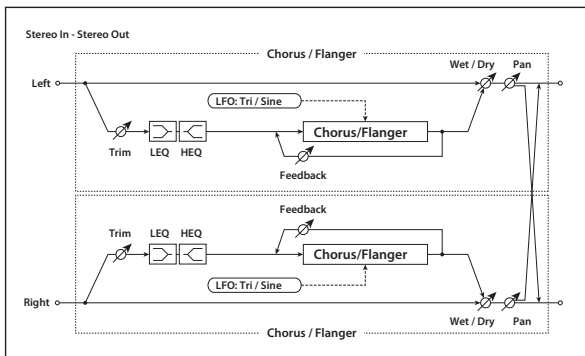 Stereo In - Stereo Out
Chorus / Flanger
Wet / Dry Pan
Left
LFO: Tri / Sine
Chorus/Flanger
Trim LEQ HEQ
Feedback
Feedback
Trim LEQ HEQ
Chorus/Flanger
LFO: Tri / Sine
Right
Wet / Dry Pan
Chorus / Flanger